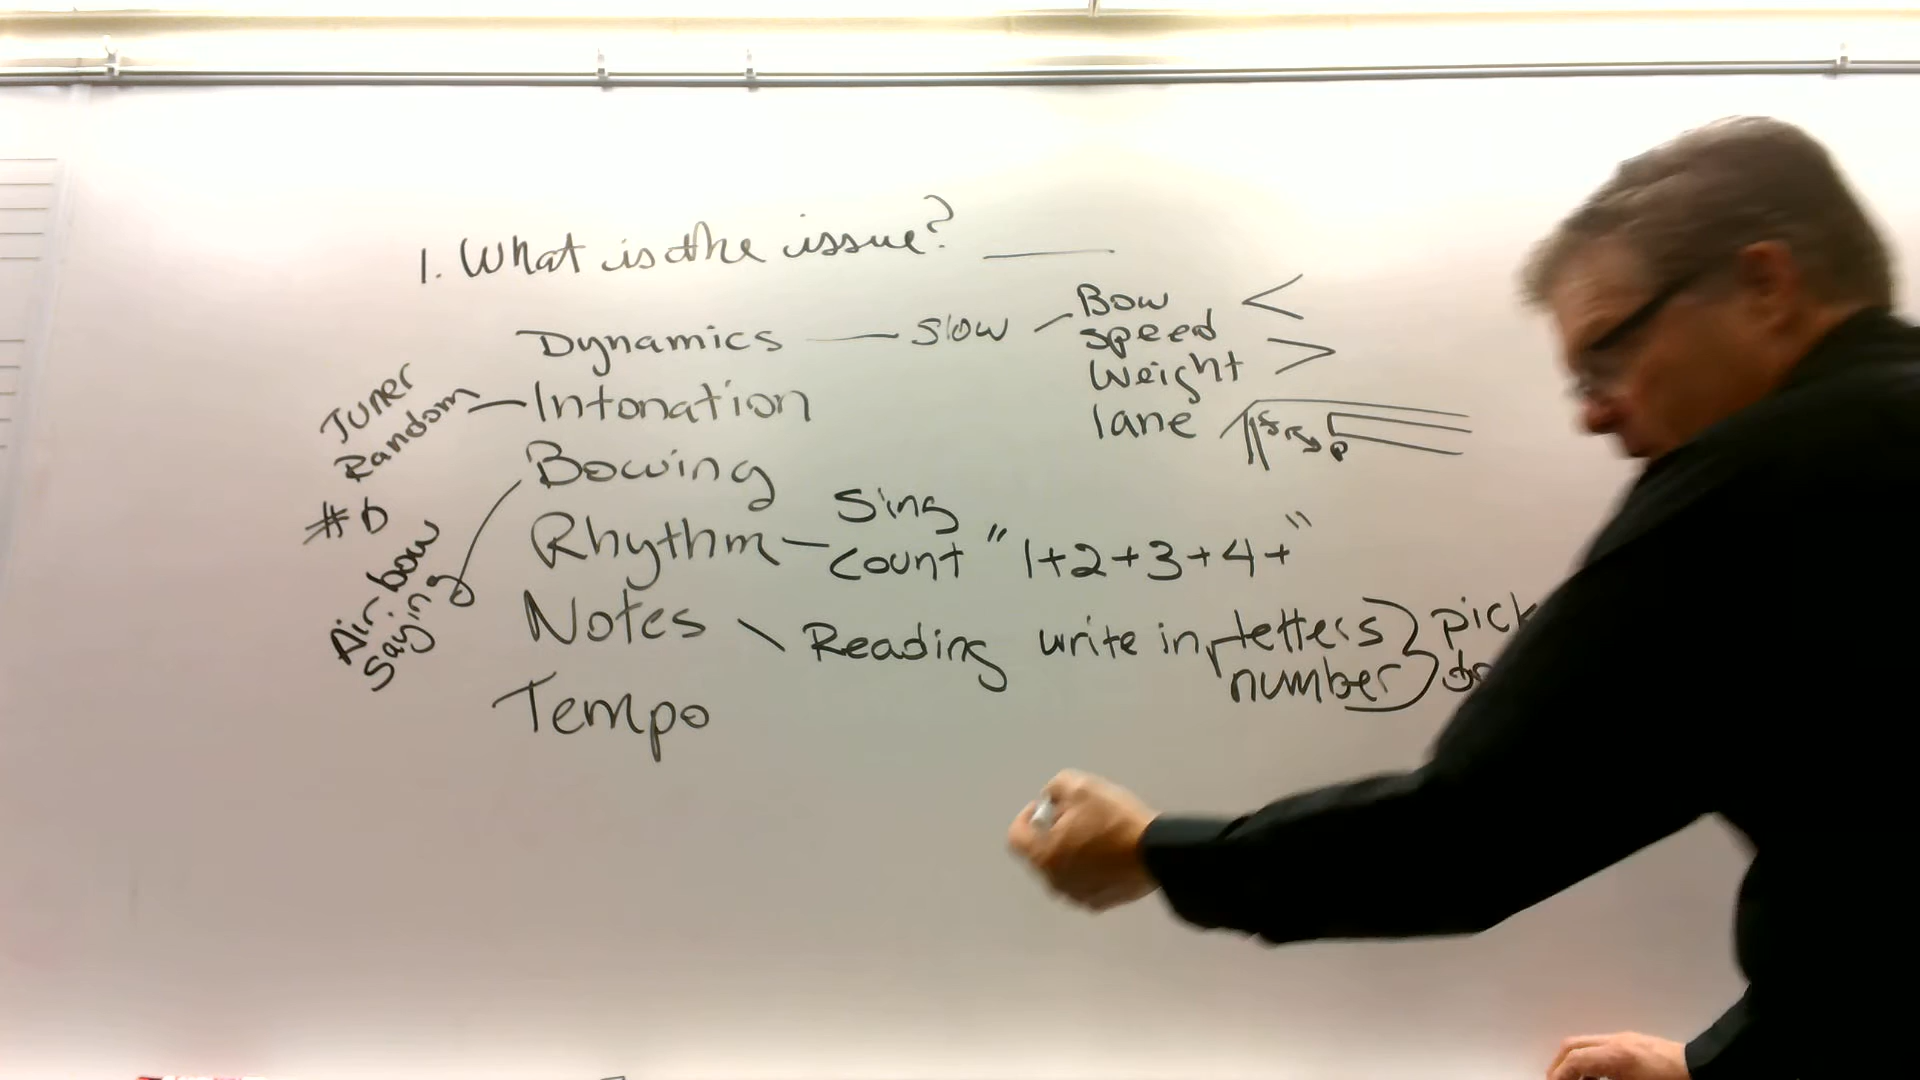 1. What is the issue?
Dynamics — slow — Bow <
speed
Weight >
lane f p
Tuner
Random — Intonation
#b
Bowing
Air bow
Saying
Rhythm — Sing
count "1+2+3+4+"
Notes \ Reading write in letters } pick
number
Tempo